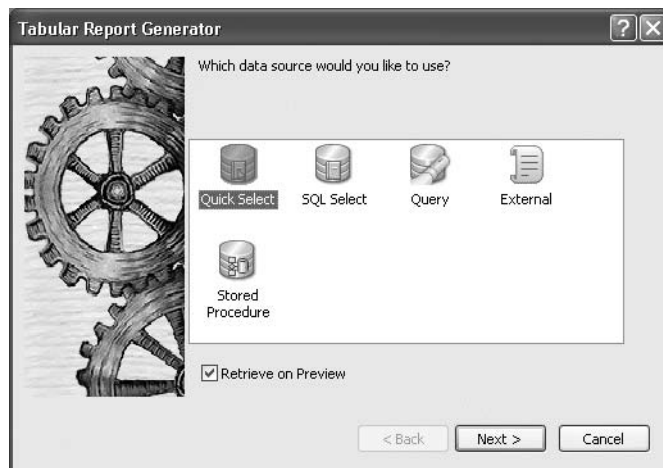 Tabular Report Generator
Which data source would you like to use?
Quick Select
SQL Select
Query
External
Stored
Procedure
Retrieve on Preview
< Back
Next >
Cancel